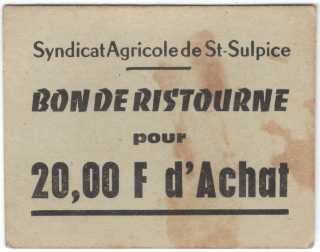 Syndicat Agricole de St-Sulpice
BON DE RISTOURNE
pour
20,00 F d'Achat